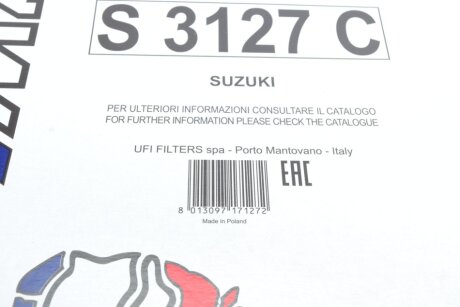 S 3127 C
SUZUKI
PER ULTERIORI INFORMAZIONI CONSULTARE IL CATALOGO
FOR FURTHER INFORMATION PLEASE CHECK THE CATALOGUE
UFI FILTERS spa - Porto Mantovano - Italy
EAC
8 013097 171272
Made in Poland